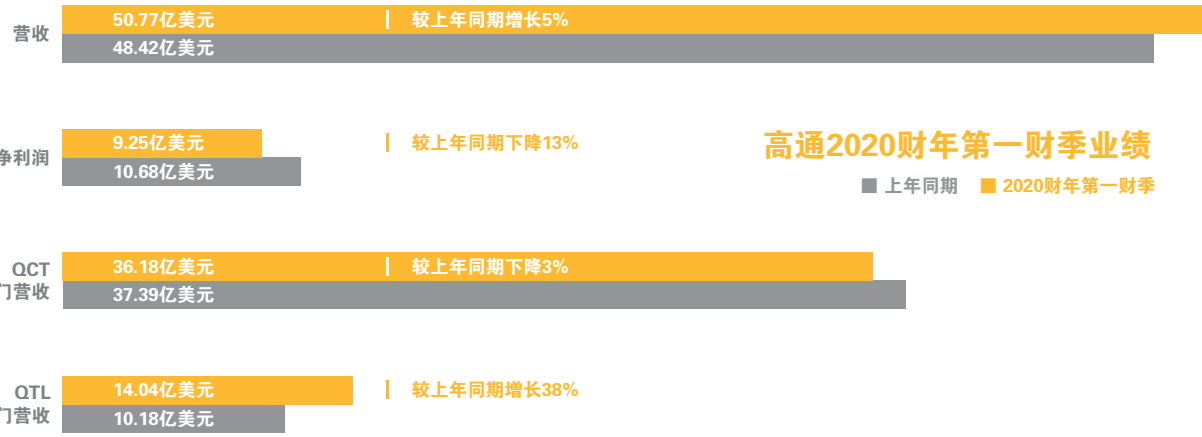 50.77亿美元 较上年同期增长5%
营收
48.42亿美元
9.25亿美元 较上年同期下降13%
净利润
10.68亿美元
高通2020财年第一财季业绩
上年同期 2020财年第一财季
QCT
门营收
36.18亿美元 较上年同期下降3%
37.39亿美元
QTL
门营收
14.04亿美元 较上年同期增长38%
10.18亿美元